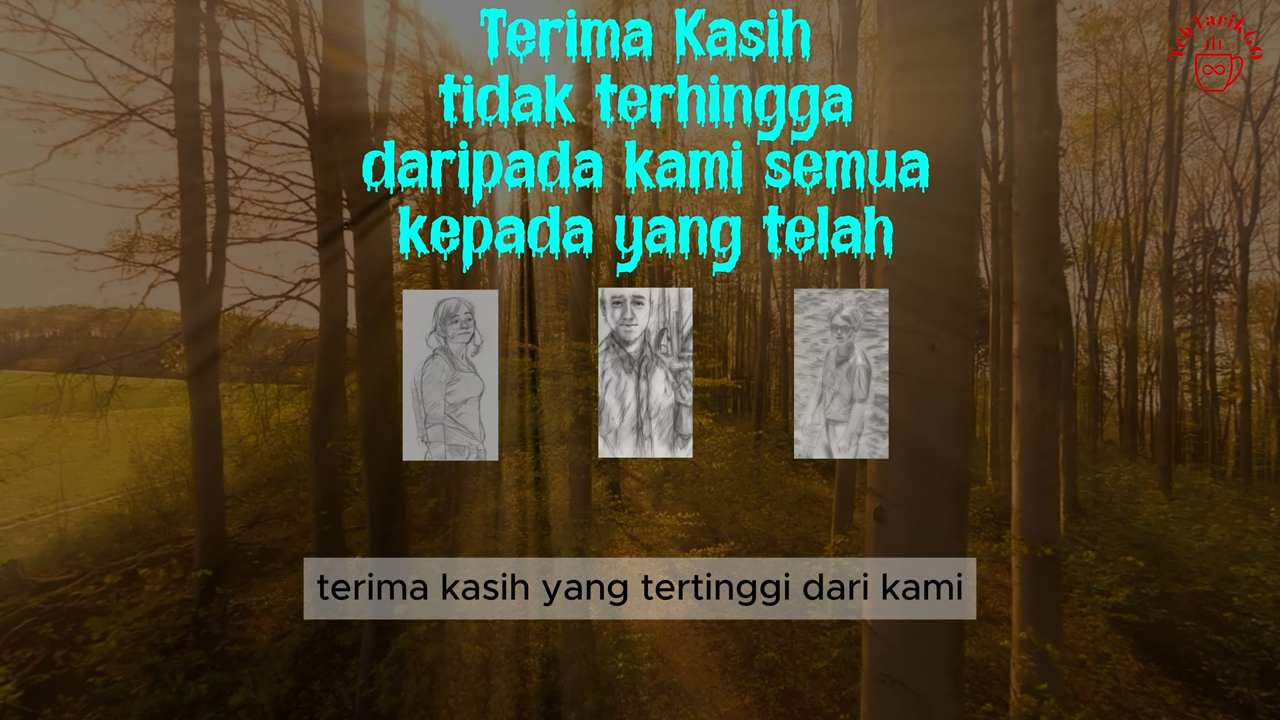 Terima Kasih
tidak terhingga
daripada kami semua
kepada yang telah
terima kasih yang tertinggi dari kami